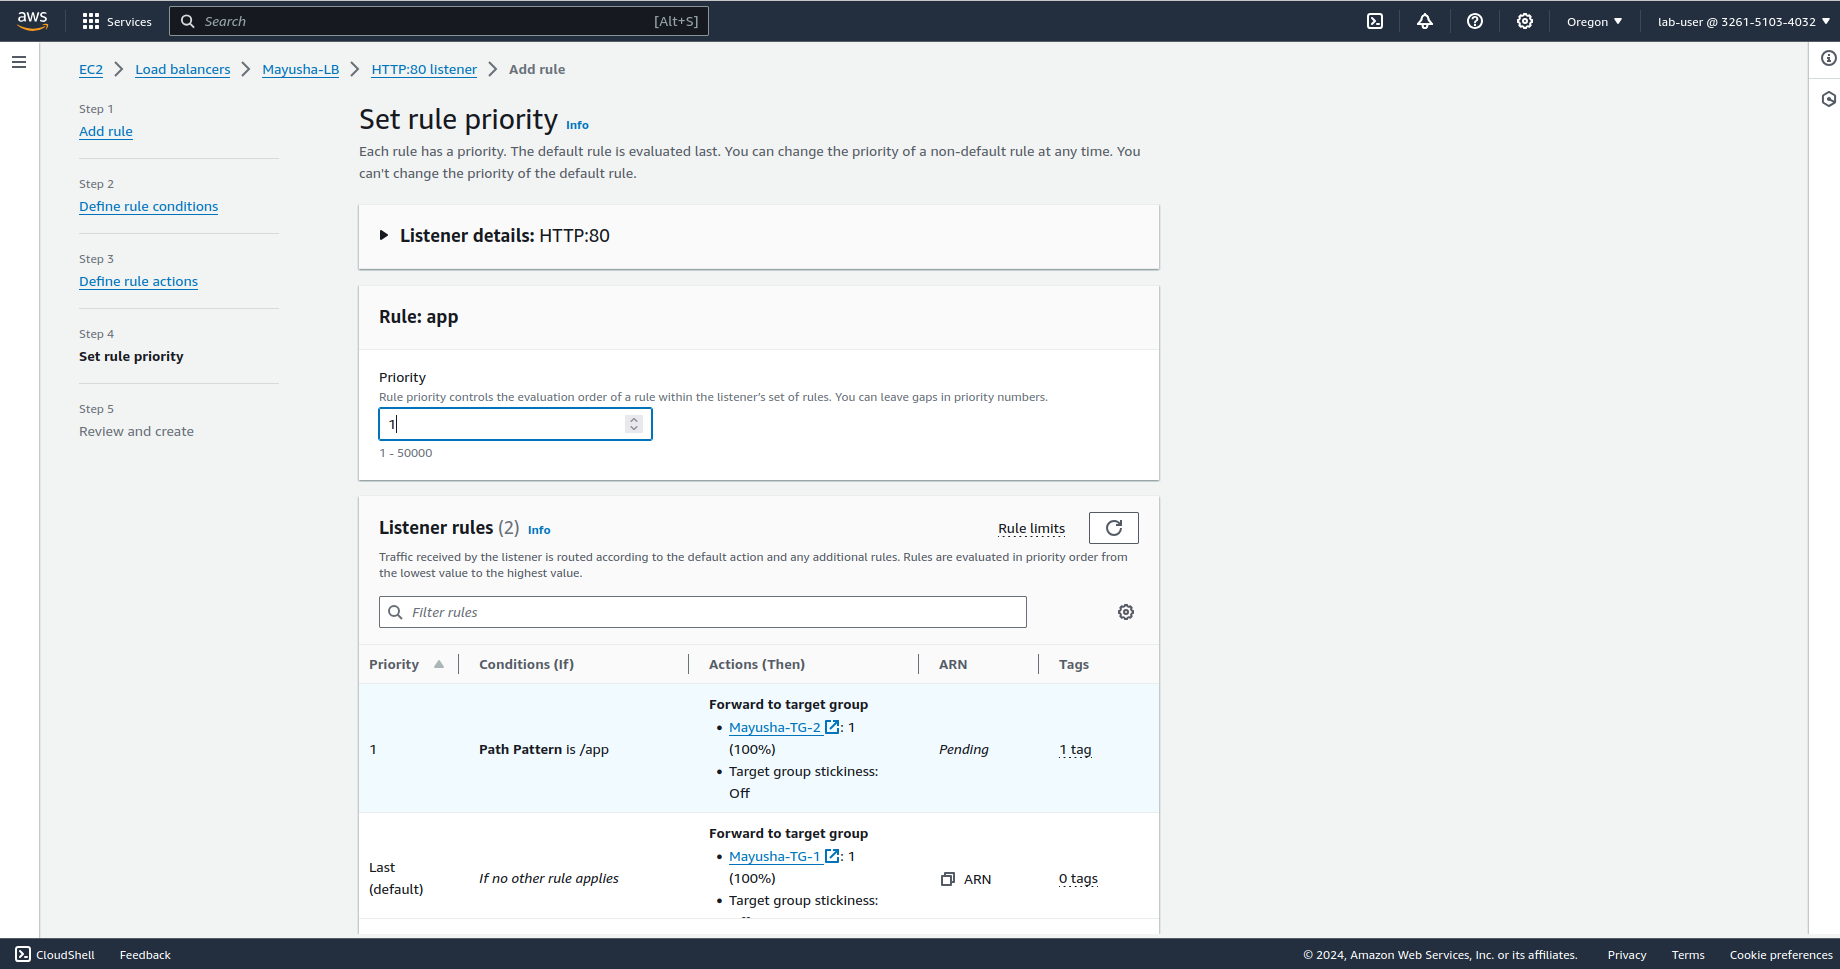 aws
Services
Search
[Alt+S]
Oregon
lab-user @ 3261-5103-4032
EC2
Load balancers
Mayusha-LB
HTTP:80 listener
Add rule
Step 1
Add rule
Step 2
Define rule conditions
Step 3
Define rule actions
Step 4
Set rule priority
Step 5
Review and create
Set rule priority Info
Each rule has a priority. The default rule is evaluated last. You can change the priority of a non-default rule at any time. You
can't change the priority of the default rule.
Listener details: HTTP:80
Rule: app
Priority
Rule priority controls the evaluation order of a rule within the listener's set of rules. You can leave gaps in priority numbers.
1
1 - 50000
Listener rules (2) Info
Rule limits
Traffic received by the listener is routed according to the default action and any additional rules. Rules are evaluated in priority order from
the lowest value to the highest value.
Filter rules
Priority
Conditions (If)
Actions (Then)
ARN
Tags
1
Path Pattern is /app
Forward to target group
• Mayusha-TG-2 : 1
(100%)
• Target group stickiness:
Off
Pending
1 tag
Last
(default)
If no other rule applies
Forward to target group
• Mayusha-TG-1 : 1
(100%)
• Target group stickiness:
ARN
0 tags
CloudShell
Feedback
© 2024, Amazon Web Services, Inc. or its affiliates.
Privacy
Terms
Cookie preferences